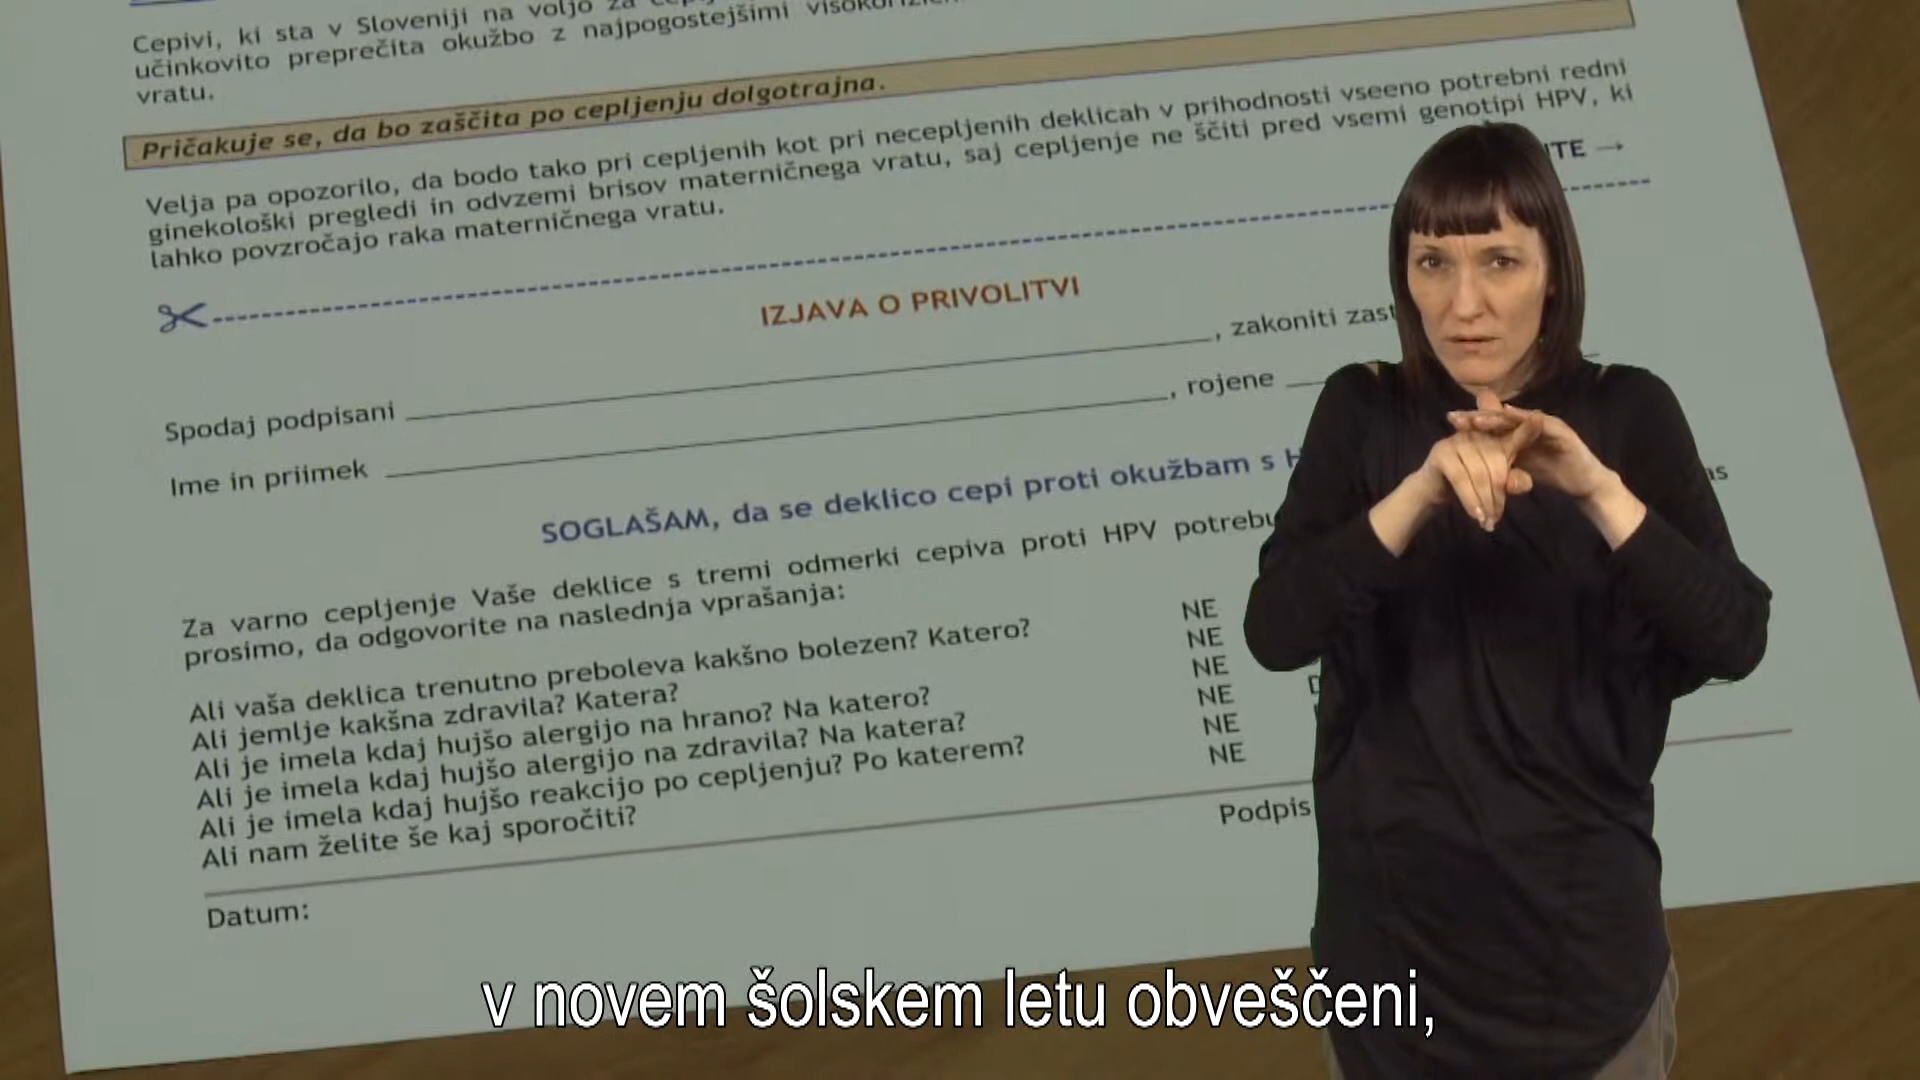 Cepivi, ki sta v Sloveniji na voljo za
učinkovito preprečita okužbo z najpogostejšimi
vratu.
Pričakuje se, da bo zaščita po cepljenju dolgotrajna.
Velja pa opozorilo, da bodo tako pri cepljenih kot pri necepljenih deklicah v prihodnosti vseeno potrebni redni
ginekološki pregledi in odvzemi brisov materničnega vratu, saj cepljenje ne ščiti pred vsemi genotipi HPV, ki
lahko povzročajo raka materničnega vratu.
→
IZJAVA O PRIVOLITVI
Spodaj podpisani ____, zakoniti
Ime in priimek ____, rojene ____
SOGLAŠAM, da se deklico cepi proti okužbam s
Za varno cepljenje Vaše deklice s tremi odmerki cepiva proti HPV
prosimo, da odgovorite na naslednja vprašanja:
Ali vaša deklica trenutno preboleva kakšno bolezen? Katero? NE
Ali jemlje kakšna zdravila? Katera? NE
Ali je imela kdaj hujšo alergijo na hrano? Na katero? NE
Ali je imela kdaj hujšo alergijo na zdravila? Na katera? NE
Ali je imela kdaj hujšo reakcijo po cepljenju? Po katerem? NE
Ali nam želite še kaj sporočiti? NE
Datum: Podpis
v novem šolskem letu obveščeni,